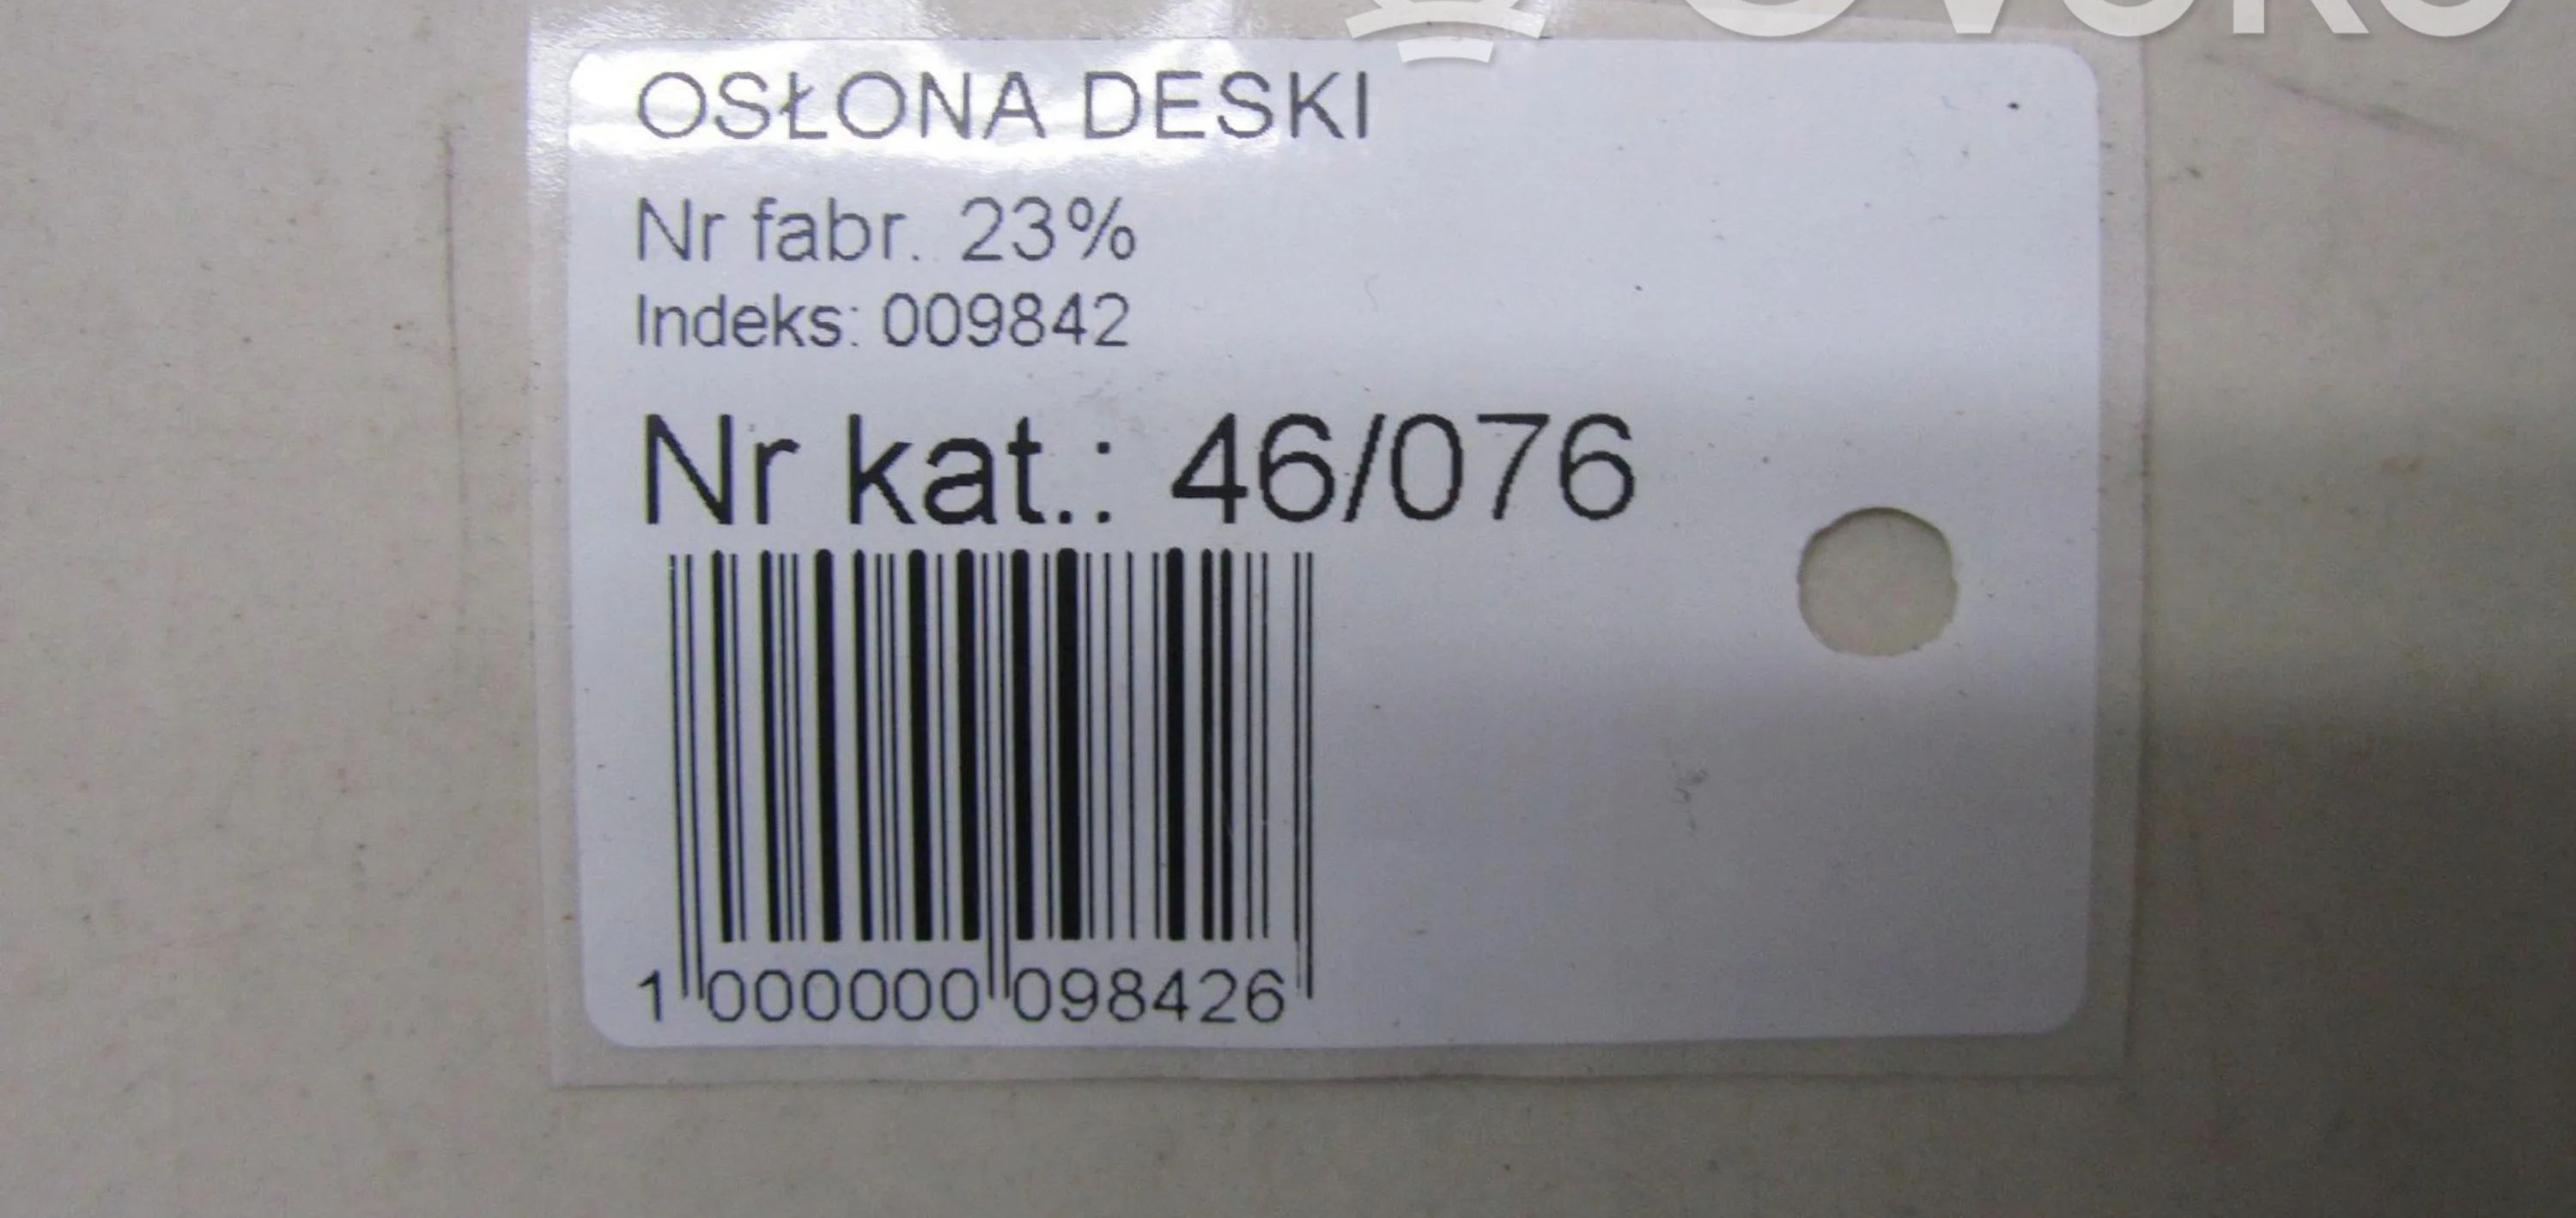 OSŁONA DESKI
Nr fabr. 23%
Indeks: 009842
Nr kat.: 46/076
1 000000 098426